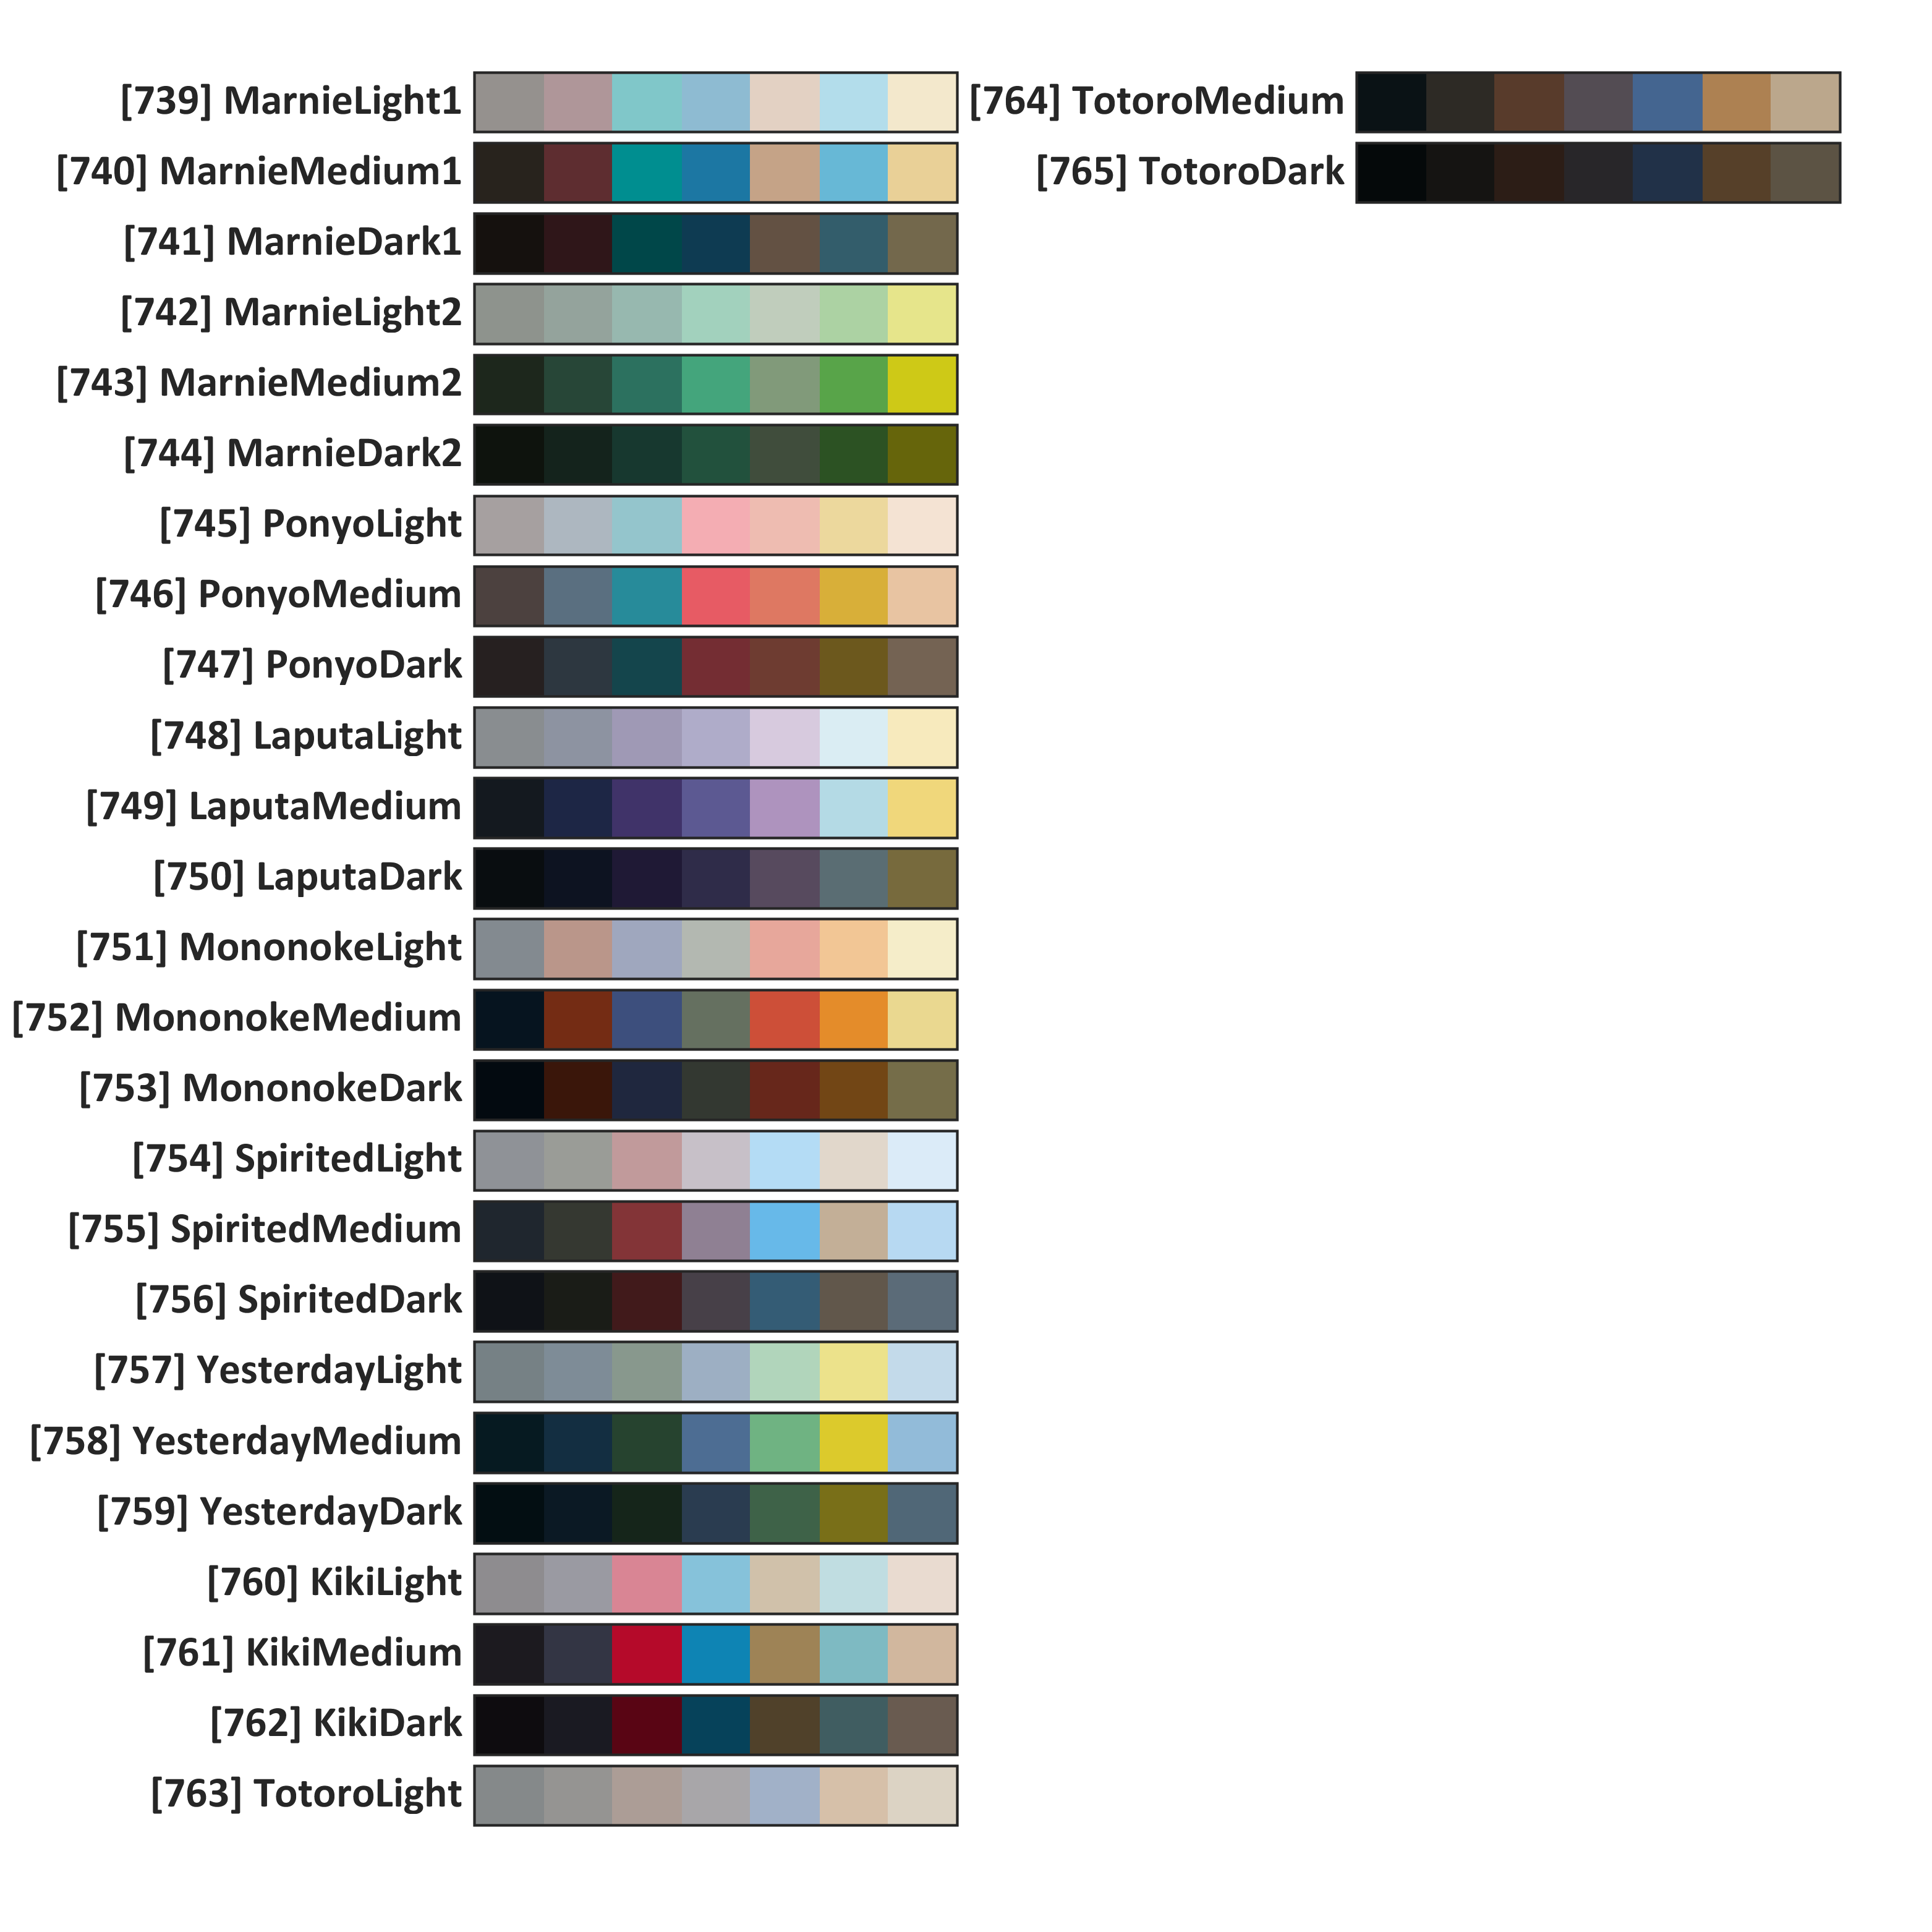 [739] MarnieLight1
[740] MarnieMedium1
[741] MarnieDark1
[742] MarnieLight2
[743] MarnieMedium2
[744] MarnieDark2
[745] PonyoLight
[746] PonyoMedium
[747] PonyoDark
[748] LaputaLight
[749] LaputaMedium
[750] LaputaDark
[751] MononokeLight
[752] MononokeMedium
[753] MononokeDark
[754] SpiritedLight
[755] SpiritedMedium
[756] SpiritedDark
[757] YesterdayLight
[758] YesterdayMedium
[759] YesterdayDark
[760] KikiLight
[761] KikiMedium
[762] KikiDark
[763] TotoroLight
[764] TotoroMedium
[765] TotoroDark